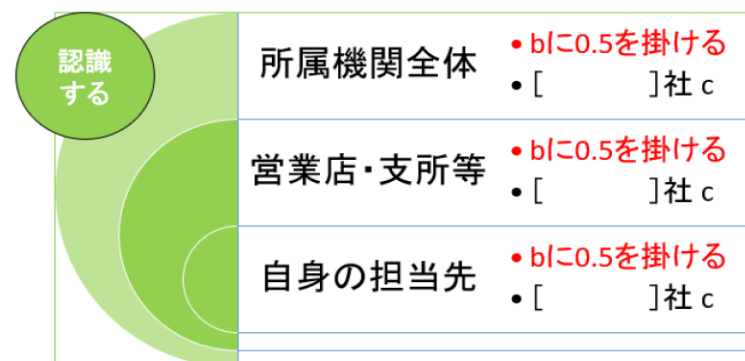 認識
する
所属機関全体
• bに0.5を掛ける
• [ ]社 c
営業店・支所等
• bに0.5を掛ける
• [ ]社 c
自身の担当先
• bに0.5を掛ける
• [ ]社 c